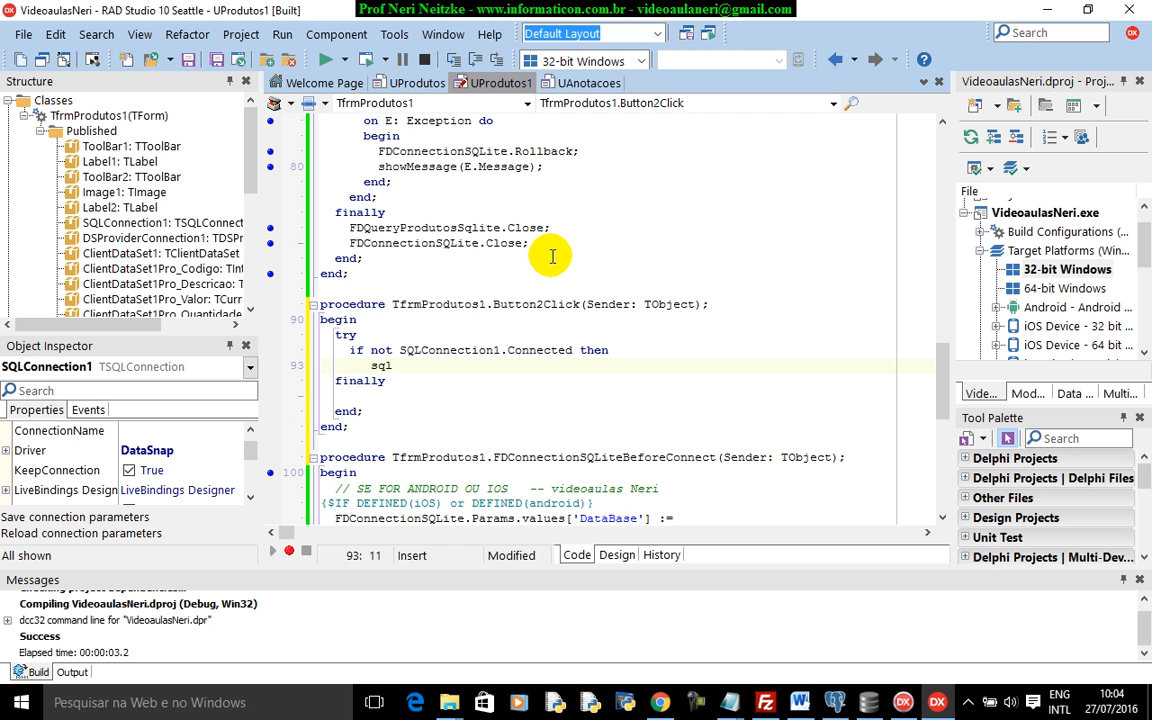 Prof Neri Neitzke - www.informaticon.com.br - videoaulaneri@gmail.com
VideoaulasNeri - RAD Studio 10 Seattle - UProdutos1 [Built]
File Edit Search View Refactor Project Run Component Tools Window Help
Default Layout
Search
32-bit Windows
Structure
Classes
TfrmProdutos1(TForm)
Published
ToolBar1: TToolBar
Label1: TLabel
ToolBar2: TToolBar
Image1: TImage
Label2: TLabel
SQLConnection1: TSQLConnect
DSProviderConnection1: TDSPr
ClientDataSet1: TClientDataSet
ClientDataSet1Pro_Codigo: TInt
ClientDataSet1Pro_Descricao: TI
ClientDataSet1Pro_Valor: TCurr
ClientDataSet1Pro_Quantidade
Object Inspector
SQLConnection1 TSQLConnection
Search
Properties Events
ConnectionName
Driver DataSnap
KeepConnection True
LiveBindings Design LiveBindings Designer
Save connection parameters
Reload connection parameters
All shown
Welcome Page UProdutos UProdutos1 UAnotacoes
TfrmProdutos1 TfrmProdutos1.Button2Click
on E: Exception do
begin
FDConnectionSQLite.Rollback;
80 showMessage(E.Message);
end;
end;
finally
FDQueryProdutosSqlite.Close;
FDConnectionSQLite.Close;
end;
end;
procedure TfrmProdutos1.Button2Click(Sender: TObject);
90 begin
try
if not SQLConnection1.Connected then
93 sql
finally
end;
end;
procedure TfrmProdutos1.FDConnectionSQLiteBeforeConnect(Sender: TObject);
100 begin
// SE FOR ANDROID OU IOS -- videoaulas Neri
{$IF DEFINED(iOS) or DEFINED(android)}
FDConnectionSQLite.Params.values['DataBase'] :=
93: 11 Insert Modified Code Design History
VideoaulasNeri.dproj - Proj...
File
VideoaulasNeri.exe
Build Configurations (...
Target Platforms (Win...
32-bit Windows
64-bit Windows
Android - Android ...
iOS Device - 32 bit ...
iOS Device - 64 bit ...
Vide... Mod... Data ... Multi...
Tool Palette
Search
Delphi Projects
Delphi Projects | Delphi Files
Other Files
Design Projects
Unit Test
Delphi Projects | Multi-Dev...
Messages
Compiling VideoaulasNeri.dproj (Debug, Win32)
dcc32 command line for "VideoaulasNeri.dpr"
Success
Elapsed time: 00:00:03.2
Build Output
Pesquisar na Web e no Windows
ENG
INTL
10:04
27/07/2016